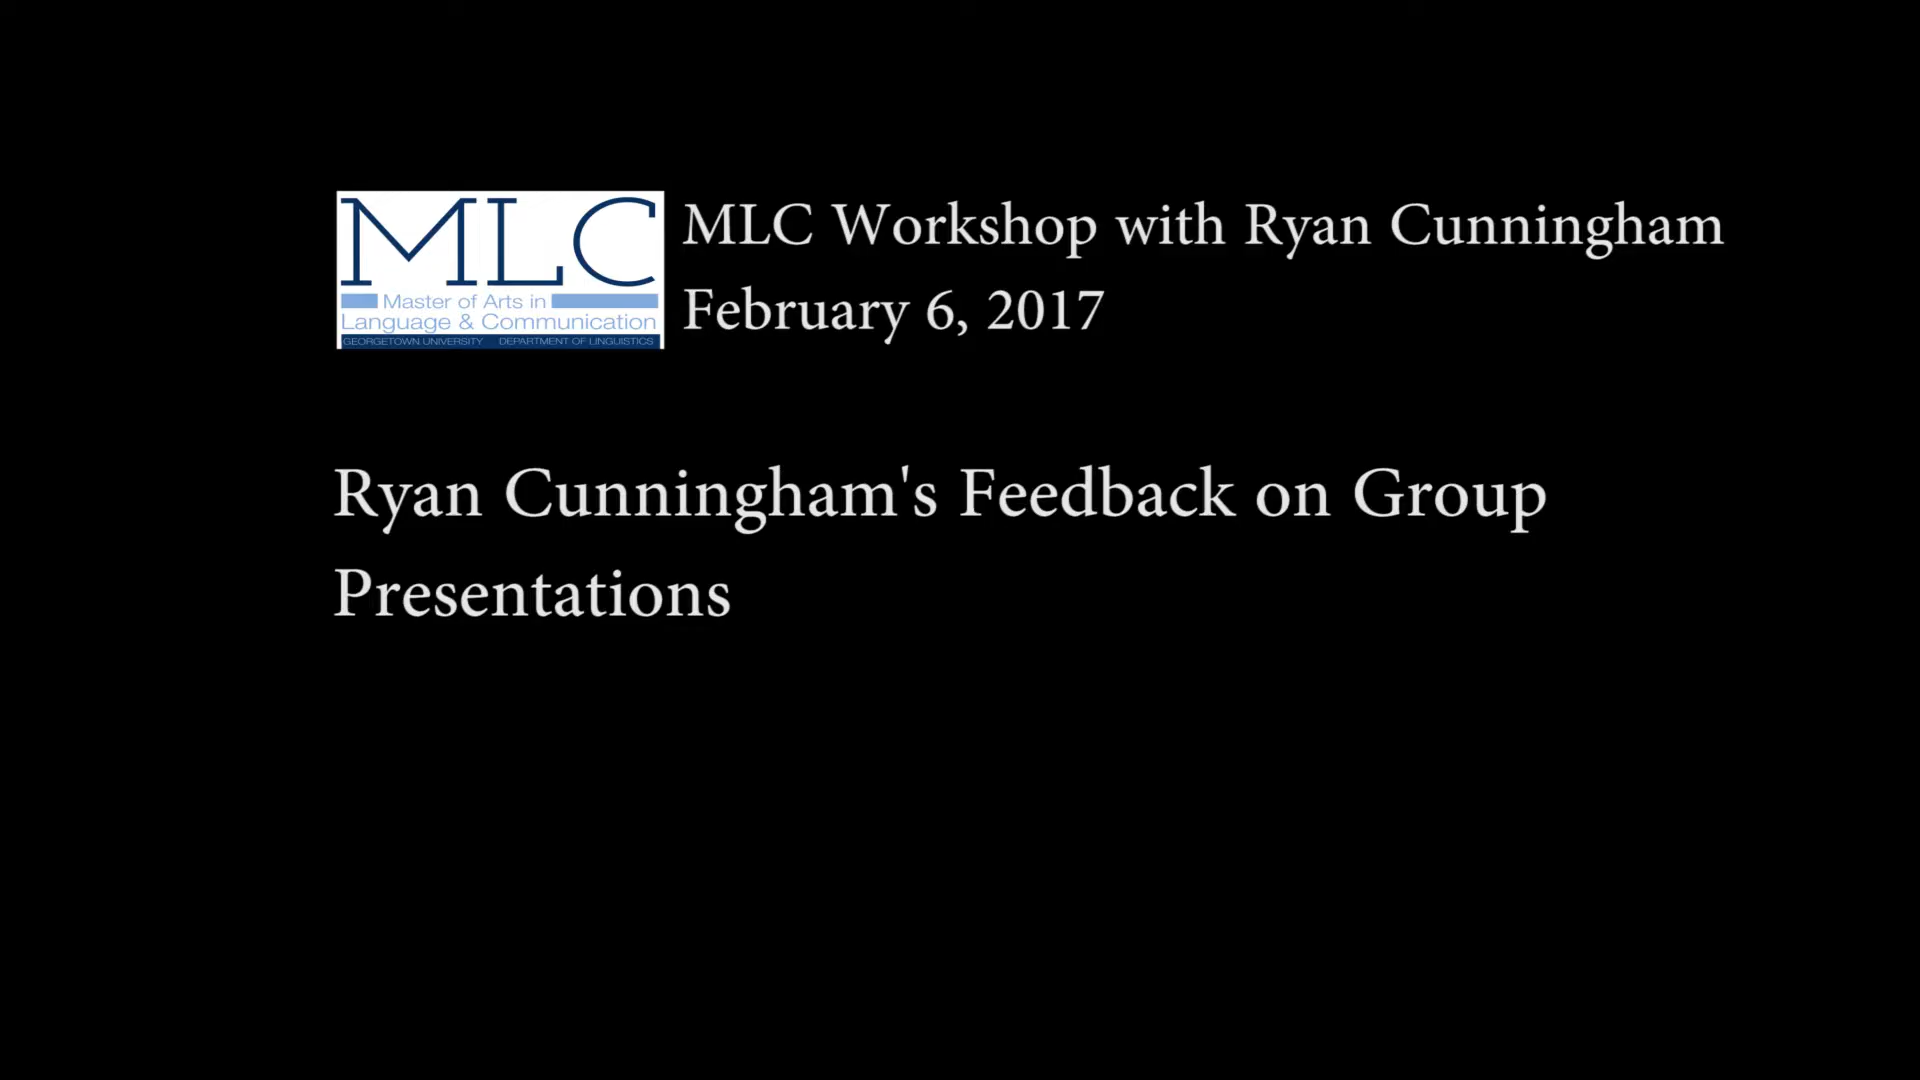 MLC
Master of Arts in
Language & Communication
GEORGETOWN UNIVERSITY DEPARTMENT OF LINGUISTICS
MLC Workshop with Ryan Cunningham
February 6, 2017
Ryan Cunningham's Feedback on Group
Presentations